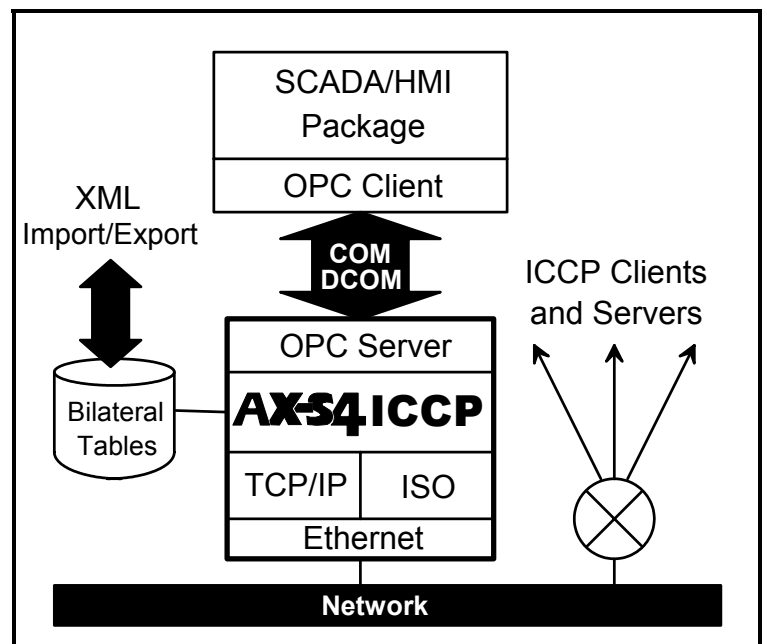 SCADA/HMI
Package
OPC Client
XML
Import/Export
COM
DCOM
ICCP Clients
and Servers
OPC Server
Bilateral
Tables
AX-S4 ICCP
TCP/IP
ISO
Ethernet
Network